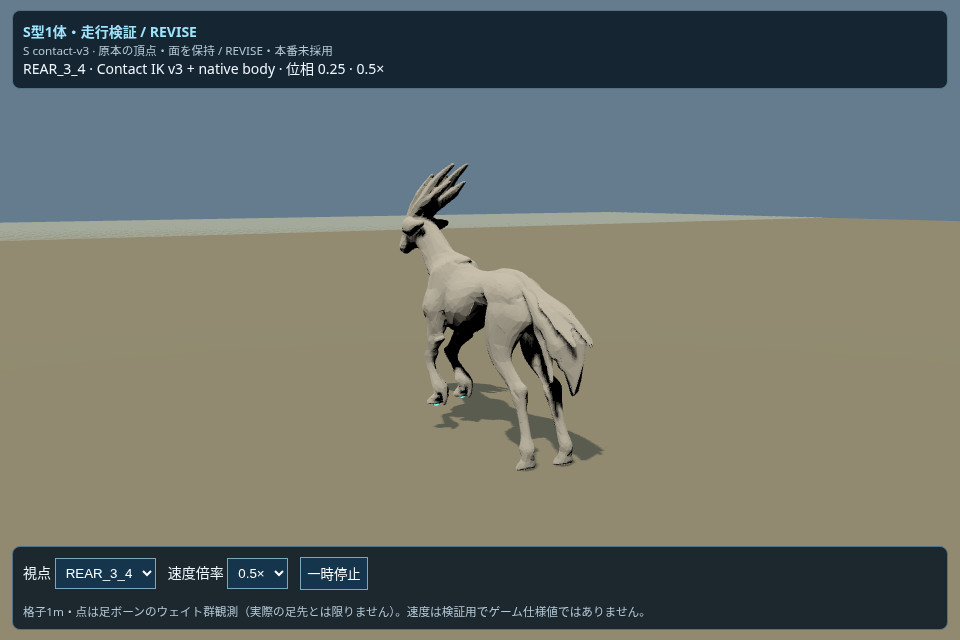 S型1体・走行検証 / REVISE
S contact-v3 · 原本の頂点・面を保持 / REVISE・本番未採用
REAR_3_4 · Contact IK v3 + native body · 位相 0.25 · 0.5×
視点 REAR_3_4 速度倍率 0.5× 一時停止
格子1m・点は足ボーンのウェイト群観測（実際の足先とは限りません）。速度は検証用でゲーム仕様値ではありません。